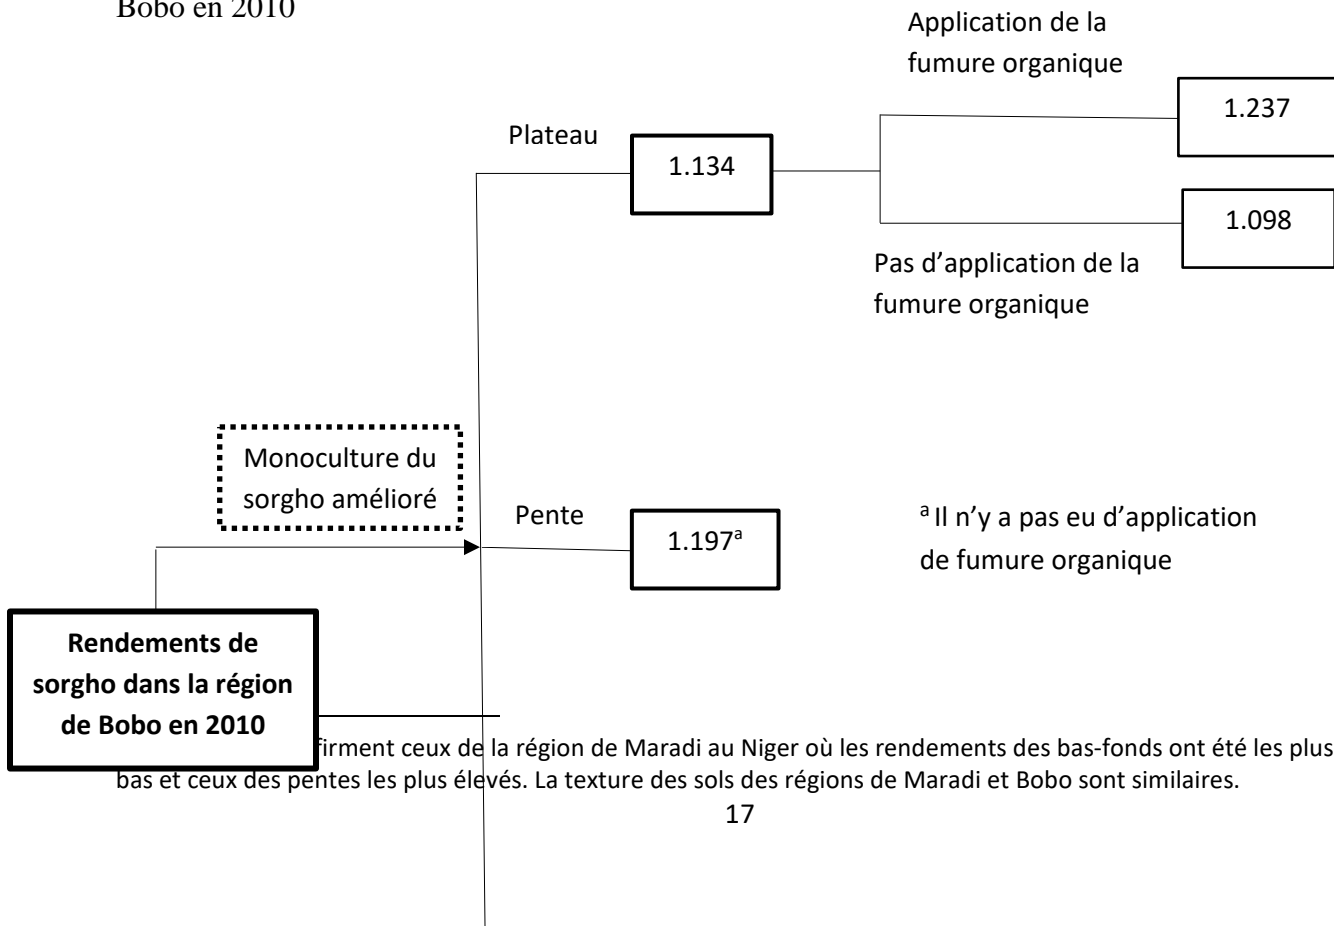 Bobo en 2010
Application de la
fumure organique
1.237
Plateau
1.134
1.098
Pas d’application de la
fumure organique
Monoculture du
sorgho amélioré
Pente
1.197ᵃ
ᵃ Il n’y a pas eu d’application
de fumure organique
Rendements de
sorgho dans la région
de Bobo en 2010
firment ceux de la région de Maradi au Niger où les rendements des bas-fonds ont été les plus
bas et ceux des pentes les plus élevés. La texture des sols des régions de Maradi et Bobo sont similaires.
17